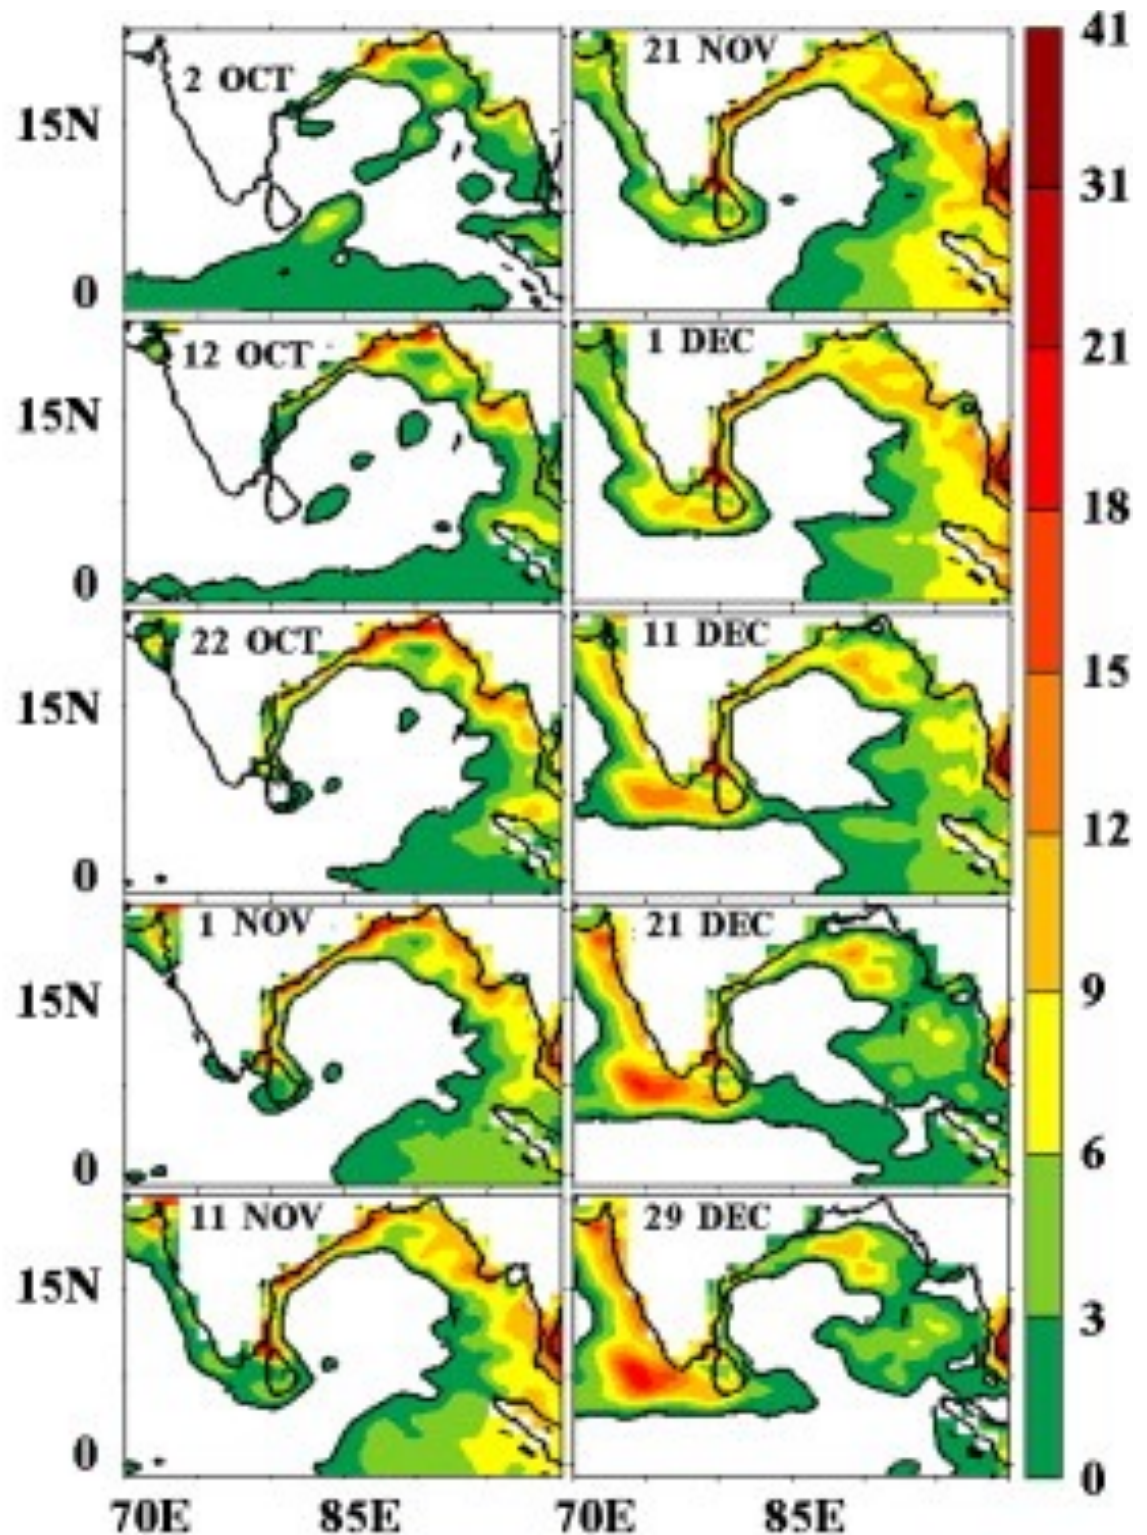 2 OCT
21 NOV
41
15N
31
0
21
12 OCT
1 DEC
15N
18
0
22 OCT
11 DEC
15
15N
12
0
1 NOV
21 DEC
15N
9
0
6
11 NOV
29 DEC
15N
3
0
0
70E 85E 70E 85E